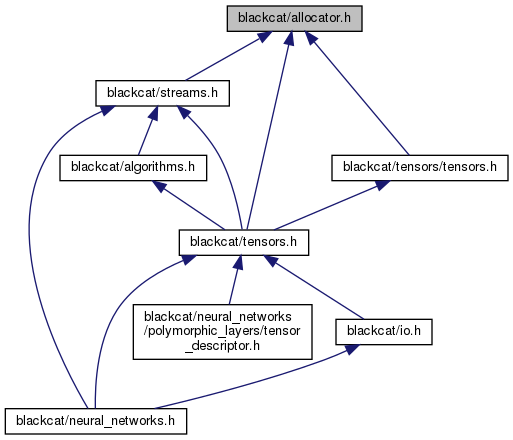 blackcat/allocator.h
blackcat/streams.h
blackcat/algorithms.h
blackcat/tensors/tensors.h
blackcat/tensors.h
blackcat/neural_networks
/polymorphic_layers/tensor
_descriptor.h
blackcat/io.h
blackcat/neural_networks.h